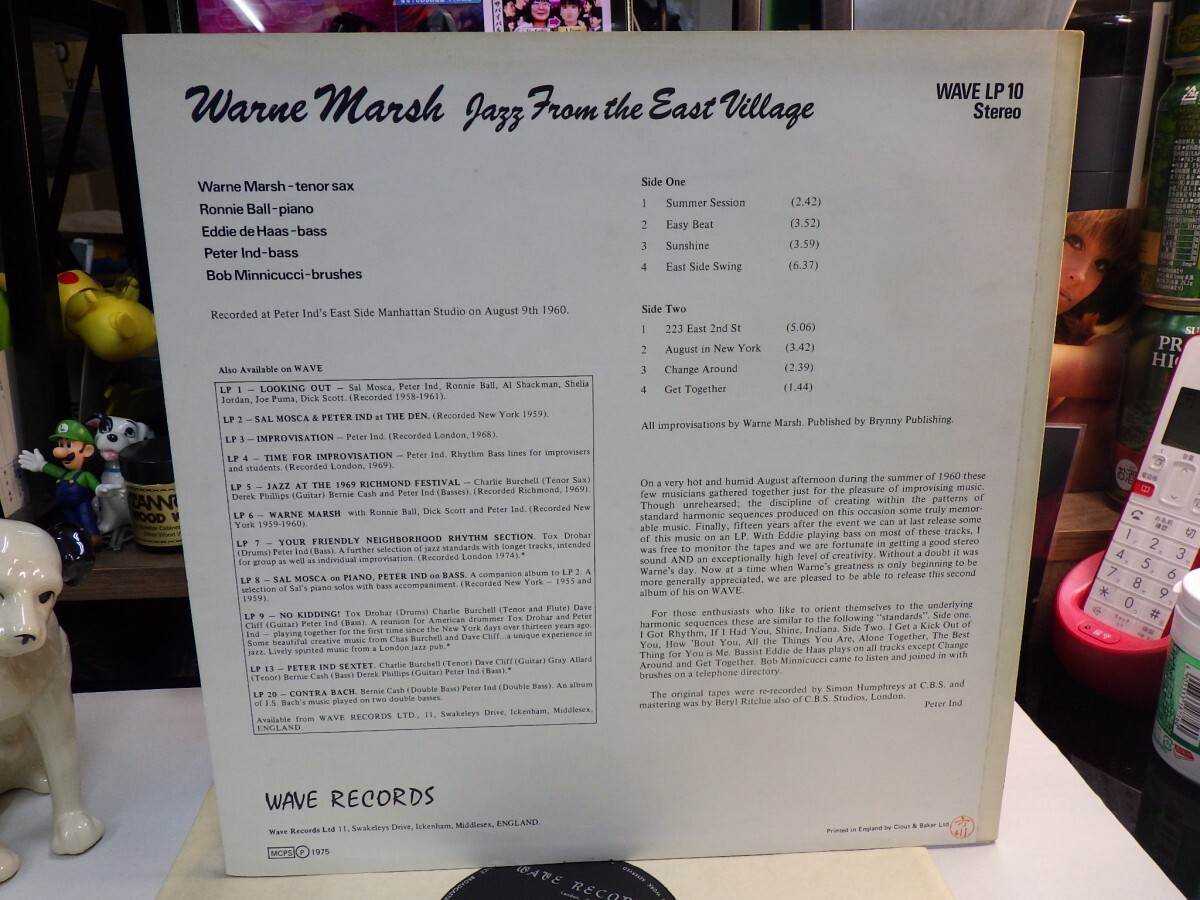 Warne Marsh Jazz From the East Village
WAVE LP 10
Stereo
Warne Marsh - tenor sax
Ronnie Ball - piano
Eddie de Haas - bass
Peter Ind - bass
Bob Minnicucci - brushes
Recorded at Peter Ind's East Side Manhattan Studio on August 9th 1960.
Also Available on WAVE
LP 1 — LOOKING OUT — Sal Mosca, Peter Ind, Ronnie Ball, Al Shackman, Shelia
Jordan, Joe Puma, Dick Scott. (Recorded 1958-1961).
LP 2 — SAL MOSCA & PETER IND at THE DEN. (Recorded New York 1959).
LP 3 — IMPROVISATION — Peter Ind. (Recorded London, 1968).
LP 4 — TIME FOR IMPROVISATION — Peter Ind. Rhythm Bass lines for improvisers
and students. (Recorded London, 1969).
LP 5 — JAZZ AT THE 1969 RICHMOND FESTIVAL — Charlie Burchell (Tenor Sax)
Derek Phillips (Guitar) Bernie Cash and Peter Ind (Basses). (Recorded Richmond, 1969).
LP 6 — WARNE MARSH with Ronnie Ball, Dick Scott and Peter Ind. (Recorded New
York 1959-1960).
LP 7 — YOUR FRIENDLY NEIGHBORHOOD RHYTHM SECTION. Tox Drohar
(Drums) Peter Ind (Bass). A further selection of jazz standards with longer tracks, intended
for group as well as individual improvisation. (Recorded London 1974).*
LP 8 — SAL MOSCA on PIANO, PETER IND on BASS. A companion album to LP 2. A
selection of Sal's piano solos with bass accompaniment. (Recorded New York — 1955 and
1959).
LP 9 — NO KIDDING! Tox Drohar (Drums) Charlie Burchell (Tenor and Flute) Dave
Cliff (Guitar) Peter Ind (Bass). A reunion for American drummer Tox Drohar and Peter
Ind — playing together for the first time since the New York days over thirteen years ago.
Some beautiful creative music from Chas Burchell and Dave Cliff...a unique experience in
jazz. Lively spirited music from a London jazz pub.*
LP 13 — PETER IND SEXTET. Charlie Burchell (Tenor) Dave Cliff (Guitar) Gray Allard
(Tenor) Bernie Cash (Bass) Derek Phillips (Guitar) Peter Ind (Bass).*
LP 20 — CONTRA BACH. Bernie Cash (Double Bass) Peter Ind (Double Bass). An album
of J.S. Bach's music played on two double basses.
Available from WAVE RECORDS LTD., 11, Swakeleys Drive, Ickenham, Middlesex,
ENGLAND.
WAVE RECORDS
Wave Records Ltd 11, Swakeleys Drive, Ickenham, Middlesex, ENGLAND.
MCPS P 1975
Side One
1 Summer Session (2.42)
2 Easy Beat (3.52)
3 Sunshine (3.59)
4 East Side Swing (6.37)
Side Two
1 223 East 2nd St (5.06)
2 August in New York (3.42)
3 Change Around (2.39)
4 Get Together (1.44)
All improvisations by Warne Marsh. Published by Brynny Publishing.
On a very hot and humid August afternoon during the summer of 1960 these
few musicians gathered together just for the pleasure of improvising music.
Though unrehearsed; the discipline of creating within the patterns of
standard harmonic sequences produced on this occasion some truly memor-
able music. Finally, fifteen years after the event we can at last release some
of this music on an LP. With Eddie playing bass on most of these tracks, I
was free to monitor the tapes and we are fortunate in getting a good stereo
sound AND an exceptionally high level of creativity. Without a doubt it was
Warne's day. Now at a time when Warne's greatness is only beginning to be
more generally appreciated, we are pleased to be able to release this second
album of his on WAVE.
For those enthusiasts who like to orient themselves to the underlying
harmonic sequences these are similar to the following "standards". Side one.
I Got Rhythm, If I Had You, Shine, Indiana. Side Two. I Get a Kick Out of
You, How 'Bout You, All the Things You Are, Alone Together, The Best
Thing for You is Me. Bassist Eddie de Haas plays on all tracks except Change
Around and Get Together. Bob Minnicucci came to listen and joined in with
brushes on a telephone directory.
The original tapes were re-recorded by Simon Humphreys at C.B.S. and
mastering was by Beryl Ritchie also of C.B.S. Studios, London.
Peter Ind
Printed in England by Clout & Baker Ltd
WAVE RECOR